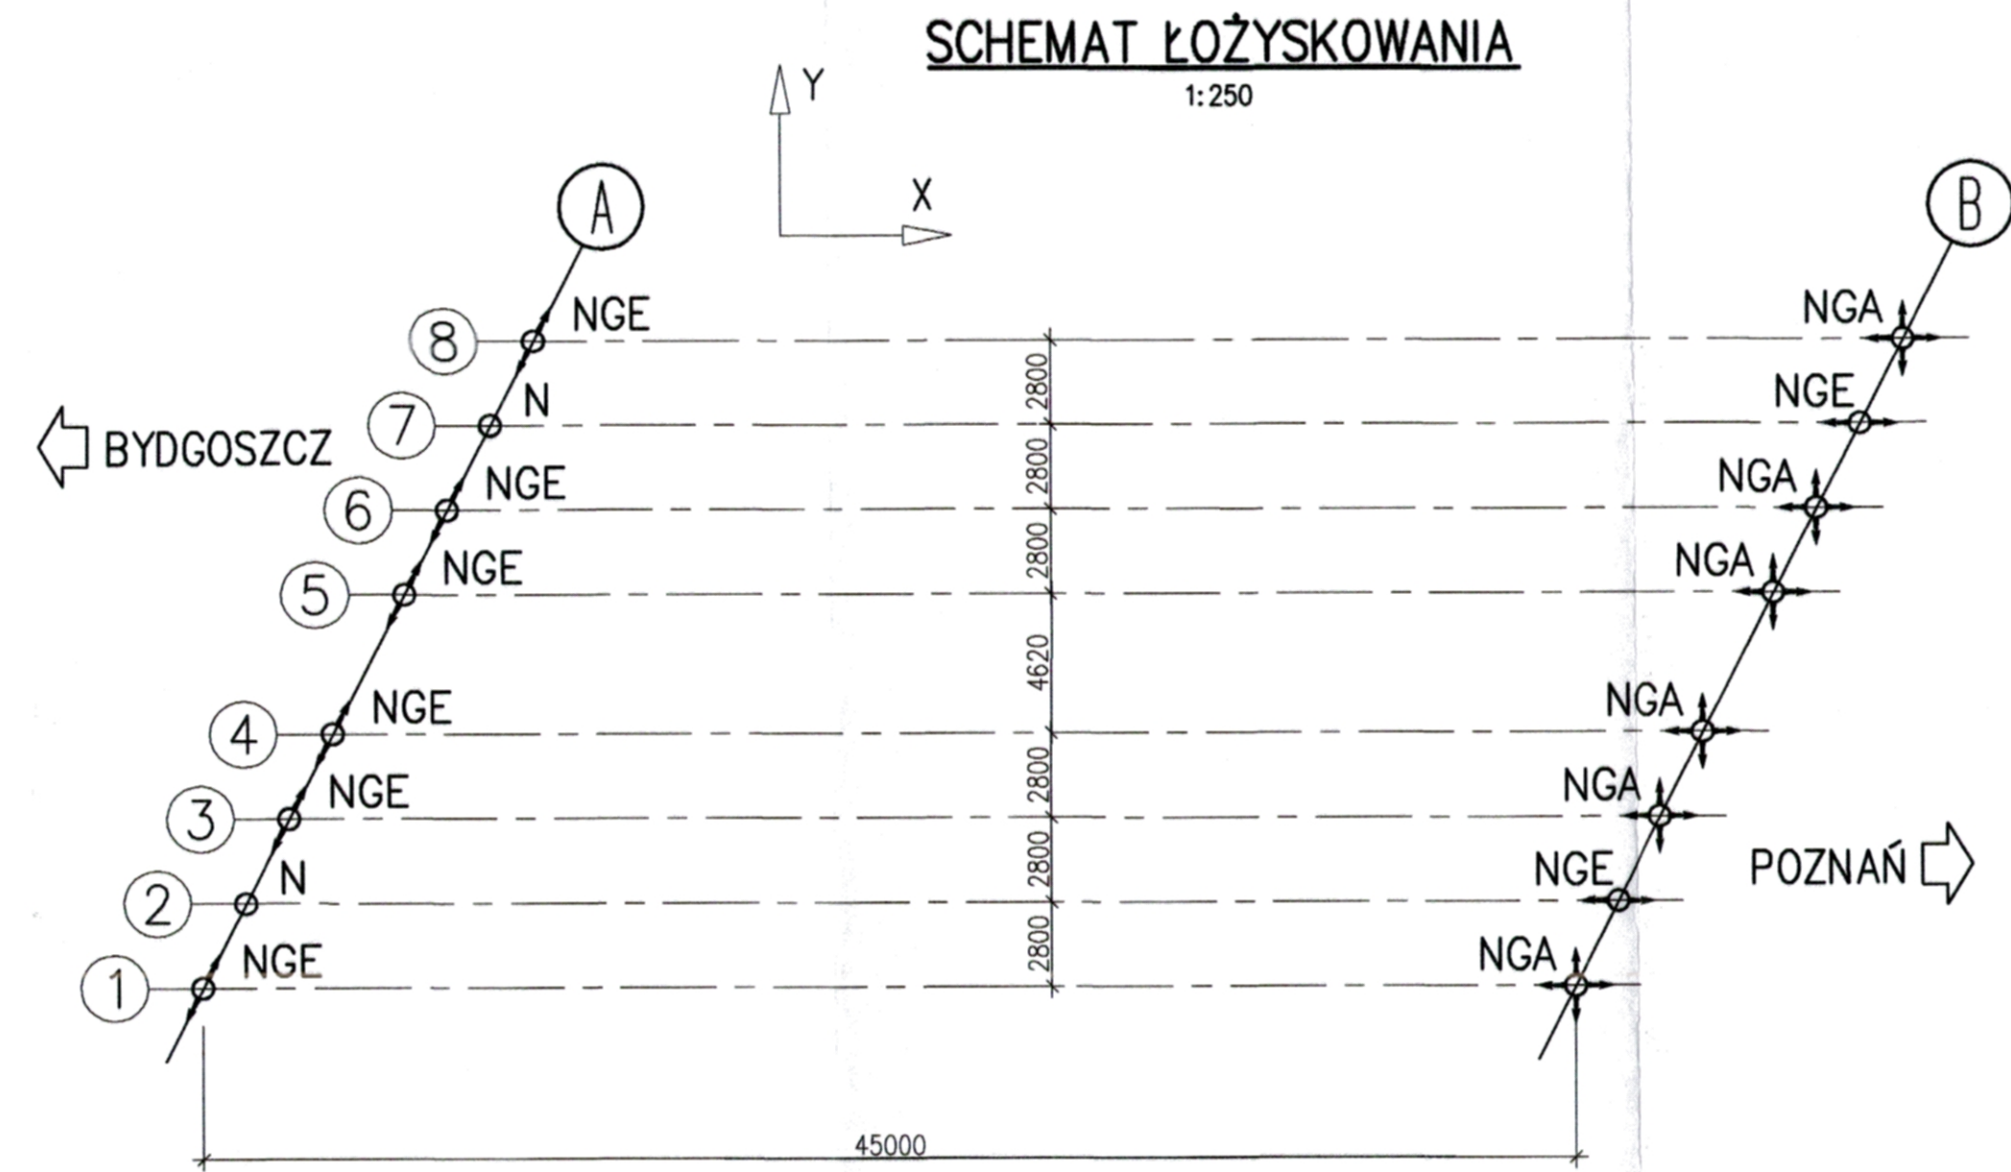 SCHEMAT ŁOŻYSKOWANIA
1:250
Y
X
A
B
8
NGE
NGA
7
N
NGE
BYDGOSZCZ
6
NGE
NGA
5
NGE
NGA
4
NGE
NGA
3
NGE
NGA
2
N
NGE
POZNAŃ
1
NGE
NGA
2800
2800
2800
4620
2800
2800
2800
45000